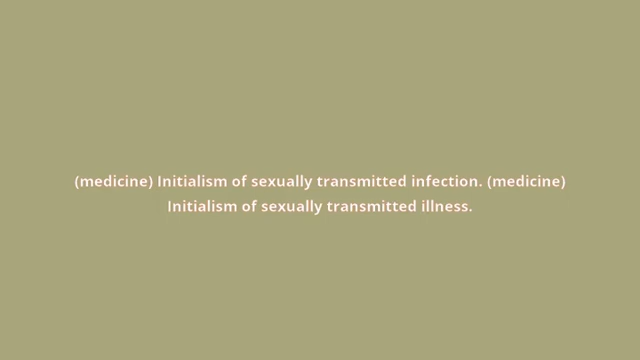 (medicine) Initialism of sexually transmitted infection. (medicine)
Initialism of sexually transmitted illness.